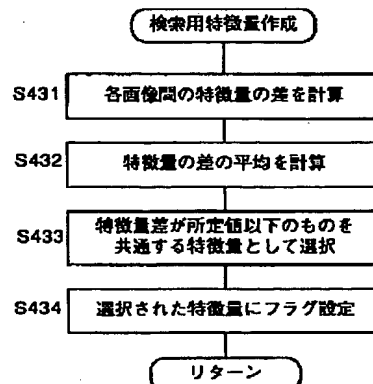 検索用特徴量作成
S431
各画像間の特徴量の差を計算
S432
特徴量の差の平均を計算
S433
特徴量差が所定値以下のものを
共通する特徴量として選択
S434
選択された特徴量にフラグ設定
リターン